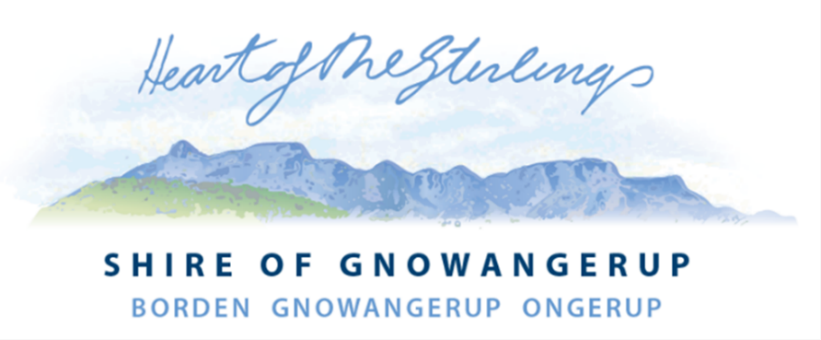 Heart of the Stirlings
SHIRE OF GNOWANGERUP
BORDEN GNOWANGERUP ONGERUP